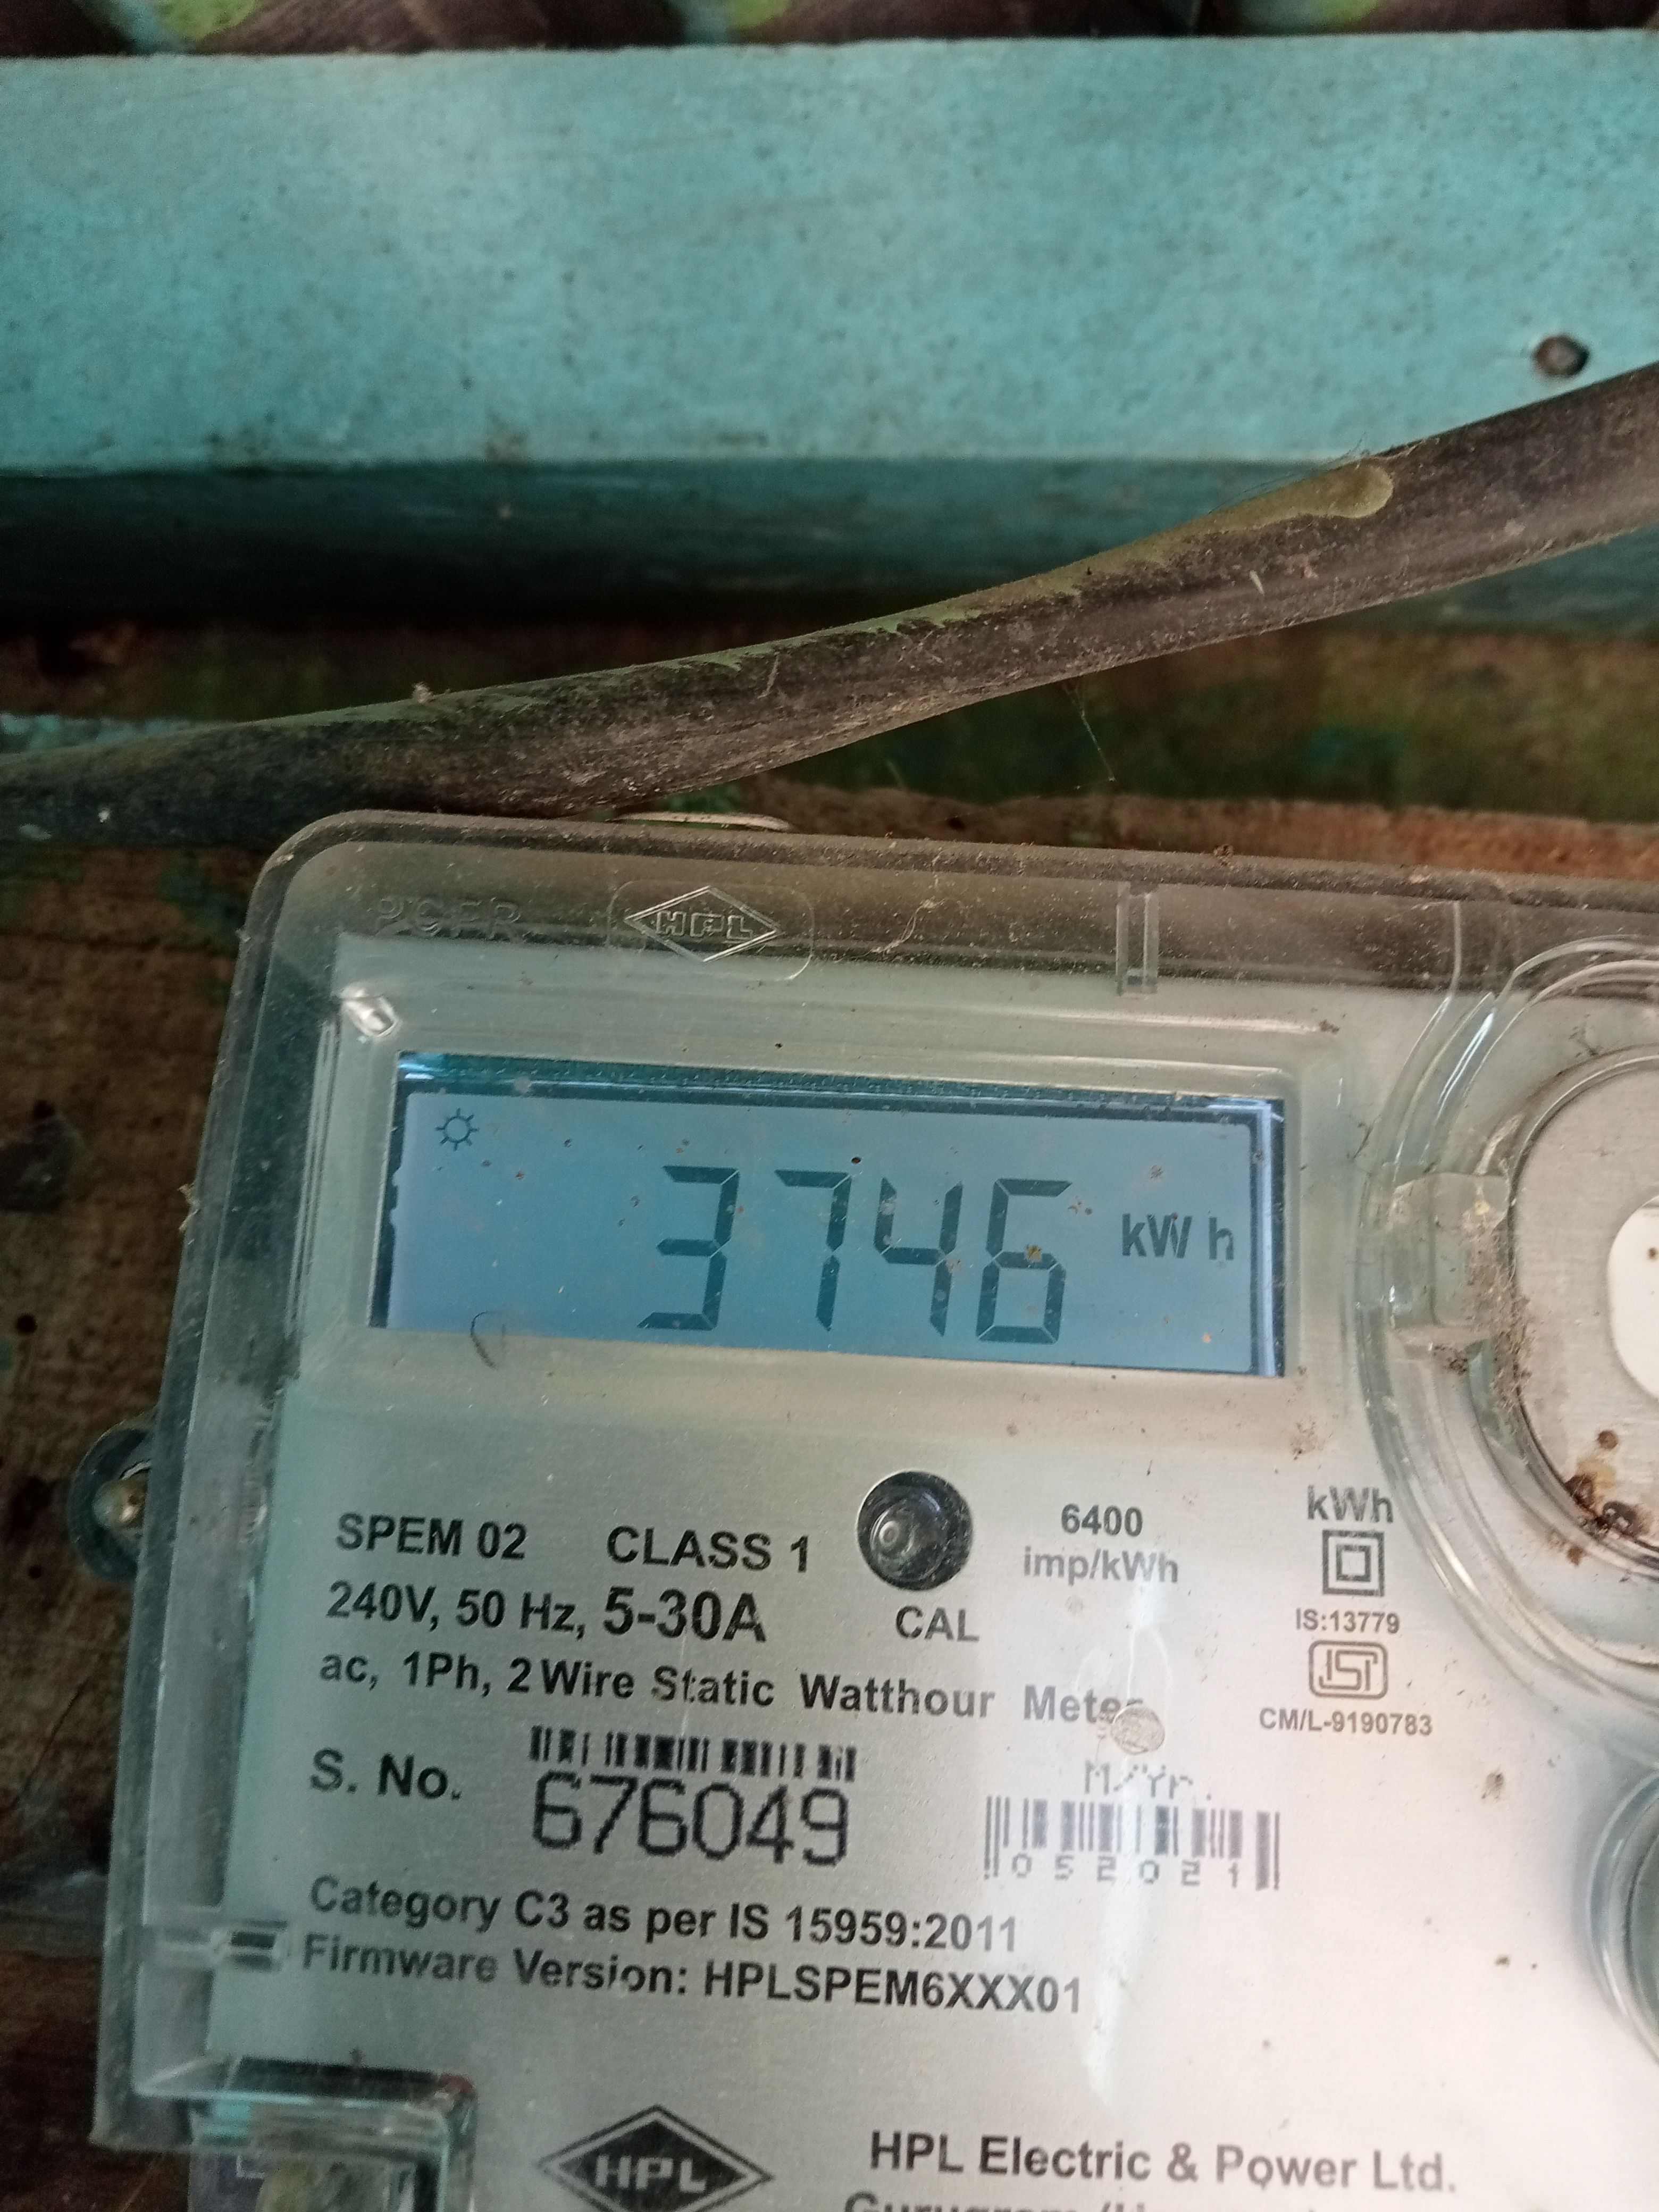 HPL
3746 kWh
SPEM 02 CLASS 1
240V, 50 Hz, 5-30A
ac, 1Ph, 2 Wire Static Watthour Meter
CAL
6400
imp/kWh
kWh
IS:13779
ISI
CM/L-9190783
S. No.
676049
M/Yr.
052021
Category C3 as per IS 15959:2011
Firmware Version: HPLSPEM6XXX01
HPL
HPL Electric & Power Ltd.